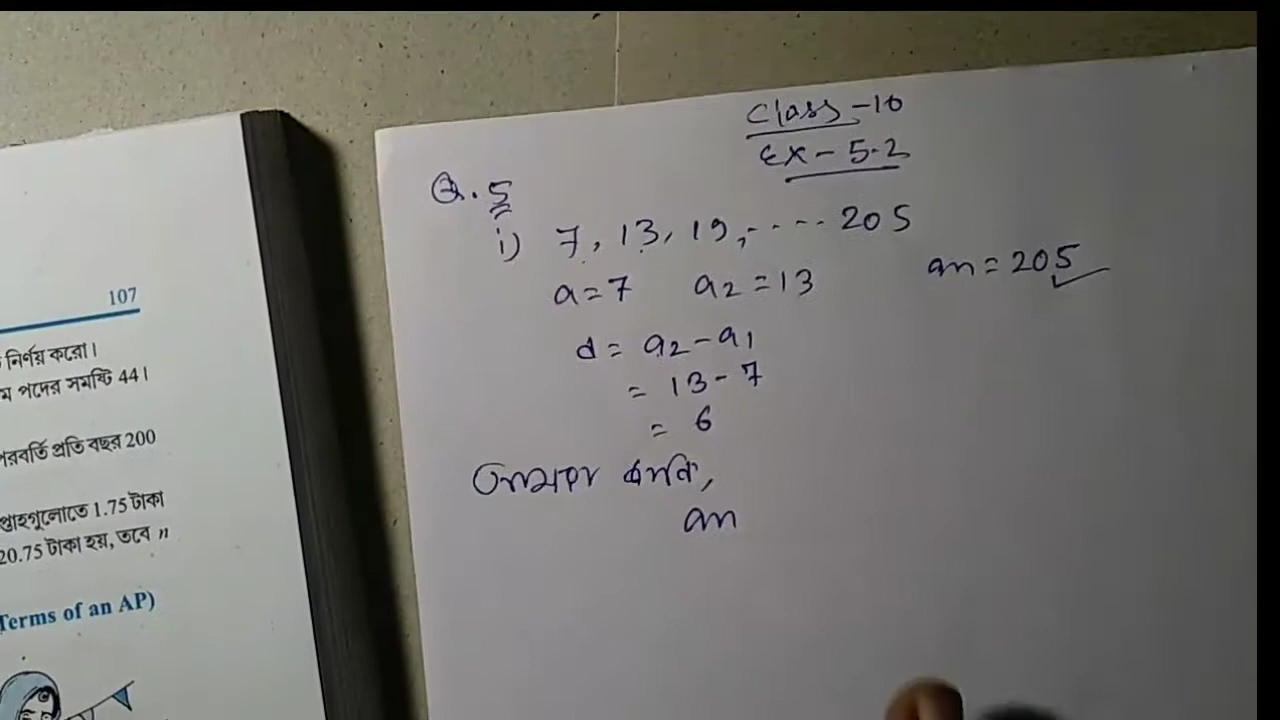 107
নির্ণয় করো।
ম পদের সমষ্টি 44।
পরবর্তি প্রতি বছর 200
প্তাহগুলোতে 1.75 টাকা
20.75 টাকা হয়, তবে n
Terms of an AP)
Class - 10
Ex - 5.2
Q. 5
i) 7, 13, 19, .... 205
a = 7 a2 = 13 an = 205
d = a2 - a1
= 13 - 7
= 6
জানি,
an